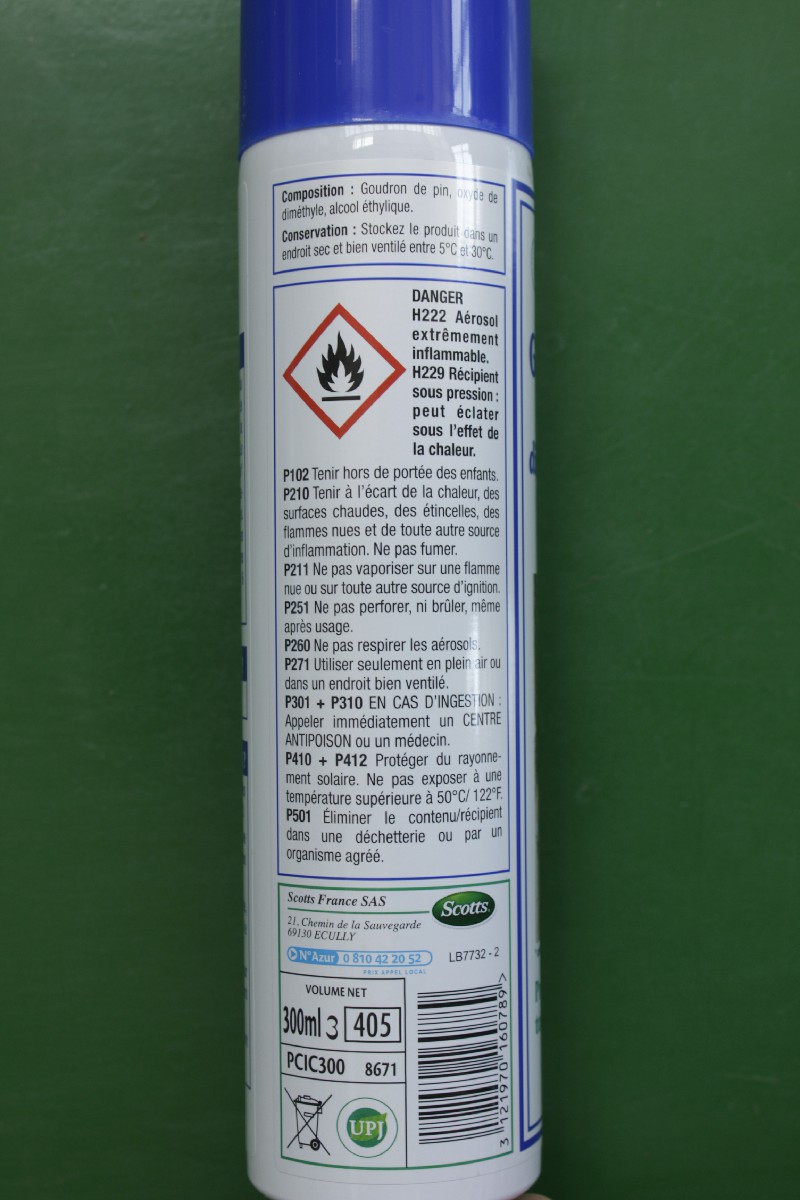 Composition : Goudron de pin, oxyde de
diméthyle, alcool éthylique.
Conservation : Stockez le produit dans un
endroit sec et bien ventilé entre 5°C et 30°C.
DANGER
H222 Aérosol
extrêmement
inflammable.
H229 Récipient
sous pression :
peut éclater
sous l'effet de
la chaleur.
P102 Tenir hors de portée des enfants.
P210 Tenir à l'écart de la chaleur, des
surfaces chaudes, des étincelles, des
flammes nues et de toute autre source
d'inflammation. Ne pas fumer.
P211 Ne pas vaporiser sur une flamme
nue ou sur toute autre source d'ignition.
P251 Ne pas perforer, ni brûler, même
après usage.
P260 Ne pas respirer les aérosols.
P271 Utiliser seulement en plein air ou
dans un endroit bien ventilé.
P301 + P310 EN CAS D'INGESTION :
Appeler immédiatement un CENTRE
ANTIPOISON ou un médecin.
P410 + P412 Protéger du rayonne-
ment solaire. Ne pas exposer à une
température supérieure à 50°C/ 122°F.
P501 Éliminer le contenu/récipient
dans une déchetterie ou par un
organisme agréé.
Scotts France SAS
Scotts
21, Chemin de la Sauvegarde
69130 ECULLY
N°Azur 0 810 42 20 52
PRIX APPEL LOCAL
LB7732 - 2
VOLUME NET
300ml 3 405
PCIC300 8671
UPJ
3 121970 160789 >